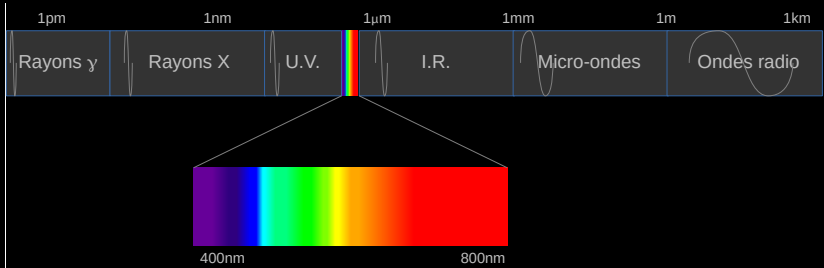 1pm 1nm 1μm 1mm 1m 1km
Rayons γ Rayons X U.V. I.R. Micro-ondes Ondes radio
400nm 800nm